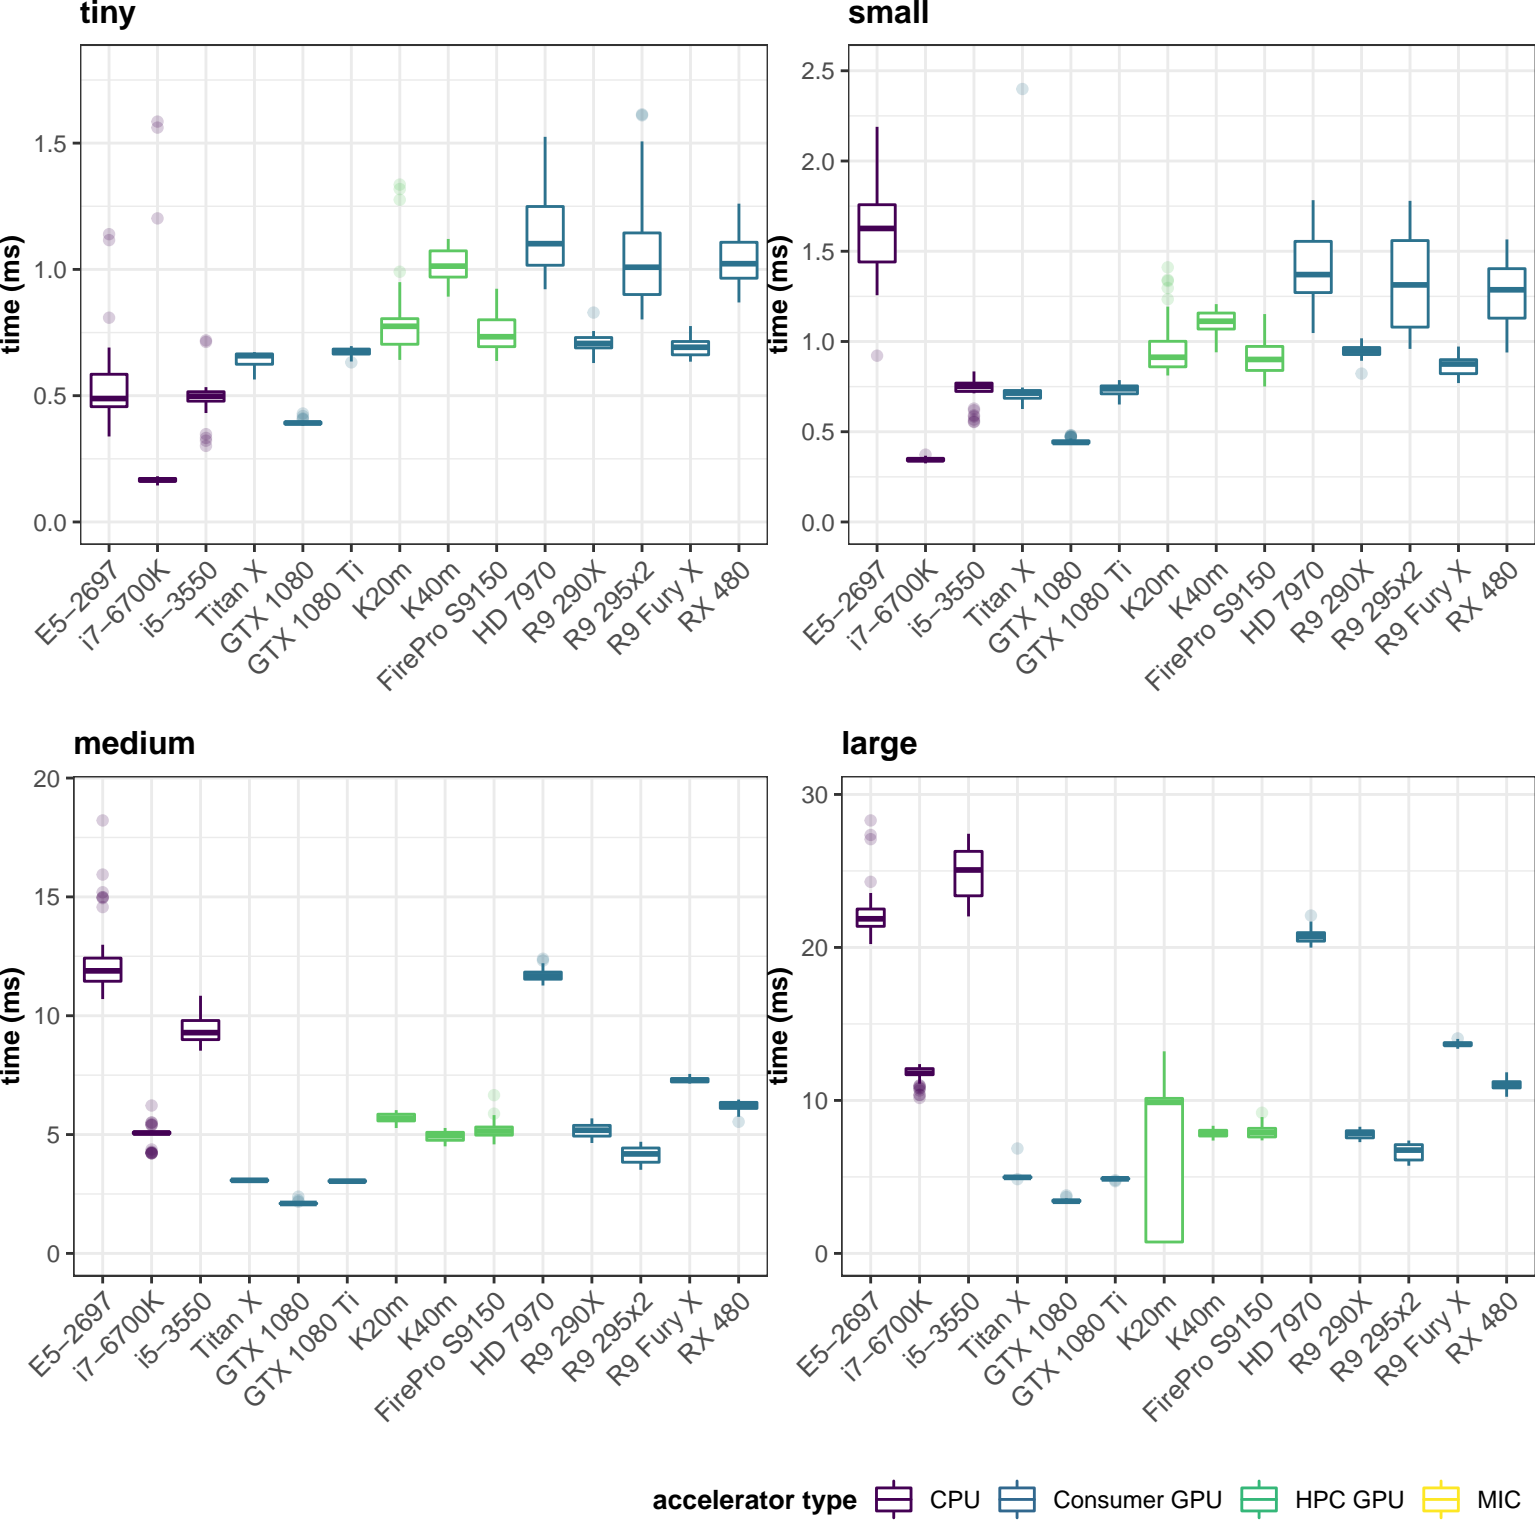 tiny
time (ms)
1.5
1.0
0.5
0.0
E5−2697
i7−6700K
i5−3550
Titan X
GTX 1080
GTX 1080 Ti
K20m
K40m
FirePro S9150
HD 7970
R9 290X
R9 295x2
R9 Fury X
RX 480
small
time (ms)
2.5
2.0
1.5
1.0
0.5
0.0
E5−2697
i7−6700K
i5−3550
Titan X
GTX 1080
GTX 1080 Ti
K20m
K40m
FirePro S9150
HD 7970
R9 290X
R9 295x2
R9 Fury X
RX 480
medium
time (ms)
20
15
10
5
0
E5−2697
i7−6700K
i5−3550
Titan X
GTX 1080
GTX 1080 Ti
K20m
K40m
FirePro S9150
HD 7970
R9 290X
R9 295x2
R9 Fury X
RX 480
large
time (ms)
30
20
10
0
E5−2697
i7−6700K
i5−3550
Titan X
GTX 1080
GTX 1080 Ti
K20m
K40m
FirePro S9150
HD 7970
R9 290X
R9 295x2
R9 Fury X
RX 480
accelerator type CPU Consumer GPU HPC GPU MIC